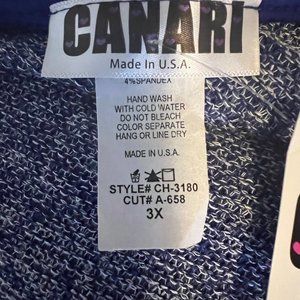 CANARI
Made in U.S.A.
4%SPANDEX
HAND WASH
WITH COLD WATER
DO NOT BLEACH
COLOR SEPARATE
HANG OR LINE DRY
MADE IN U.S.A.
STYLE# CH-3180
CUT# A-658
3X